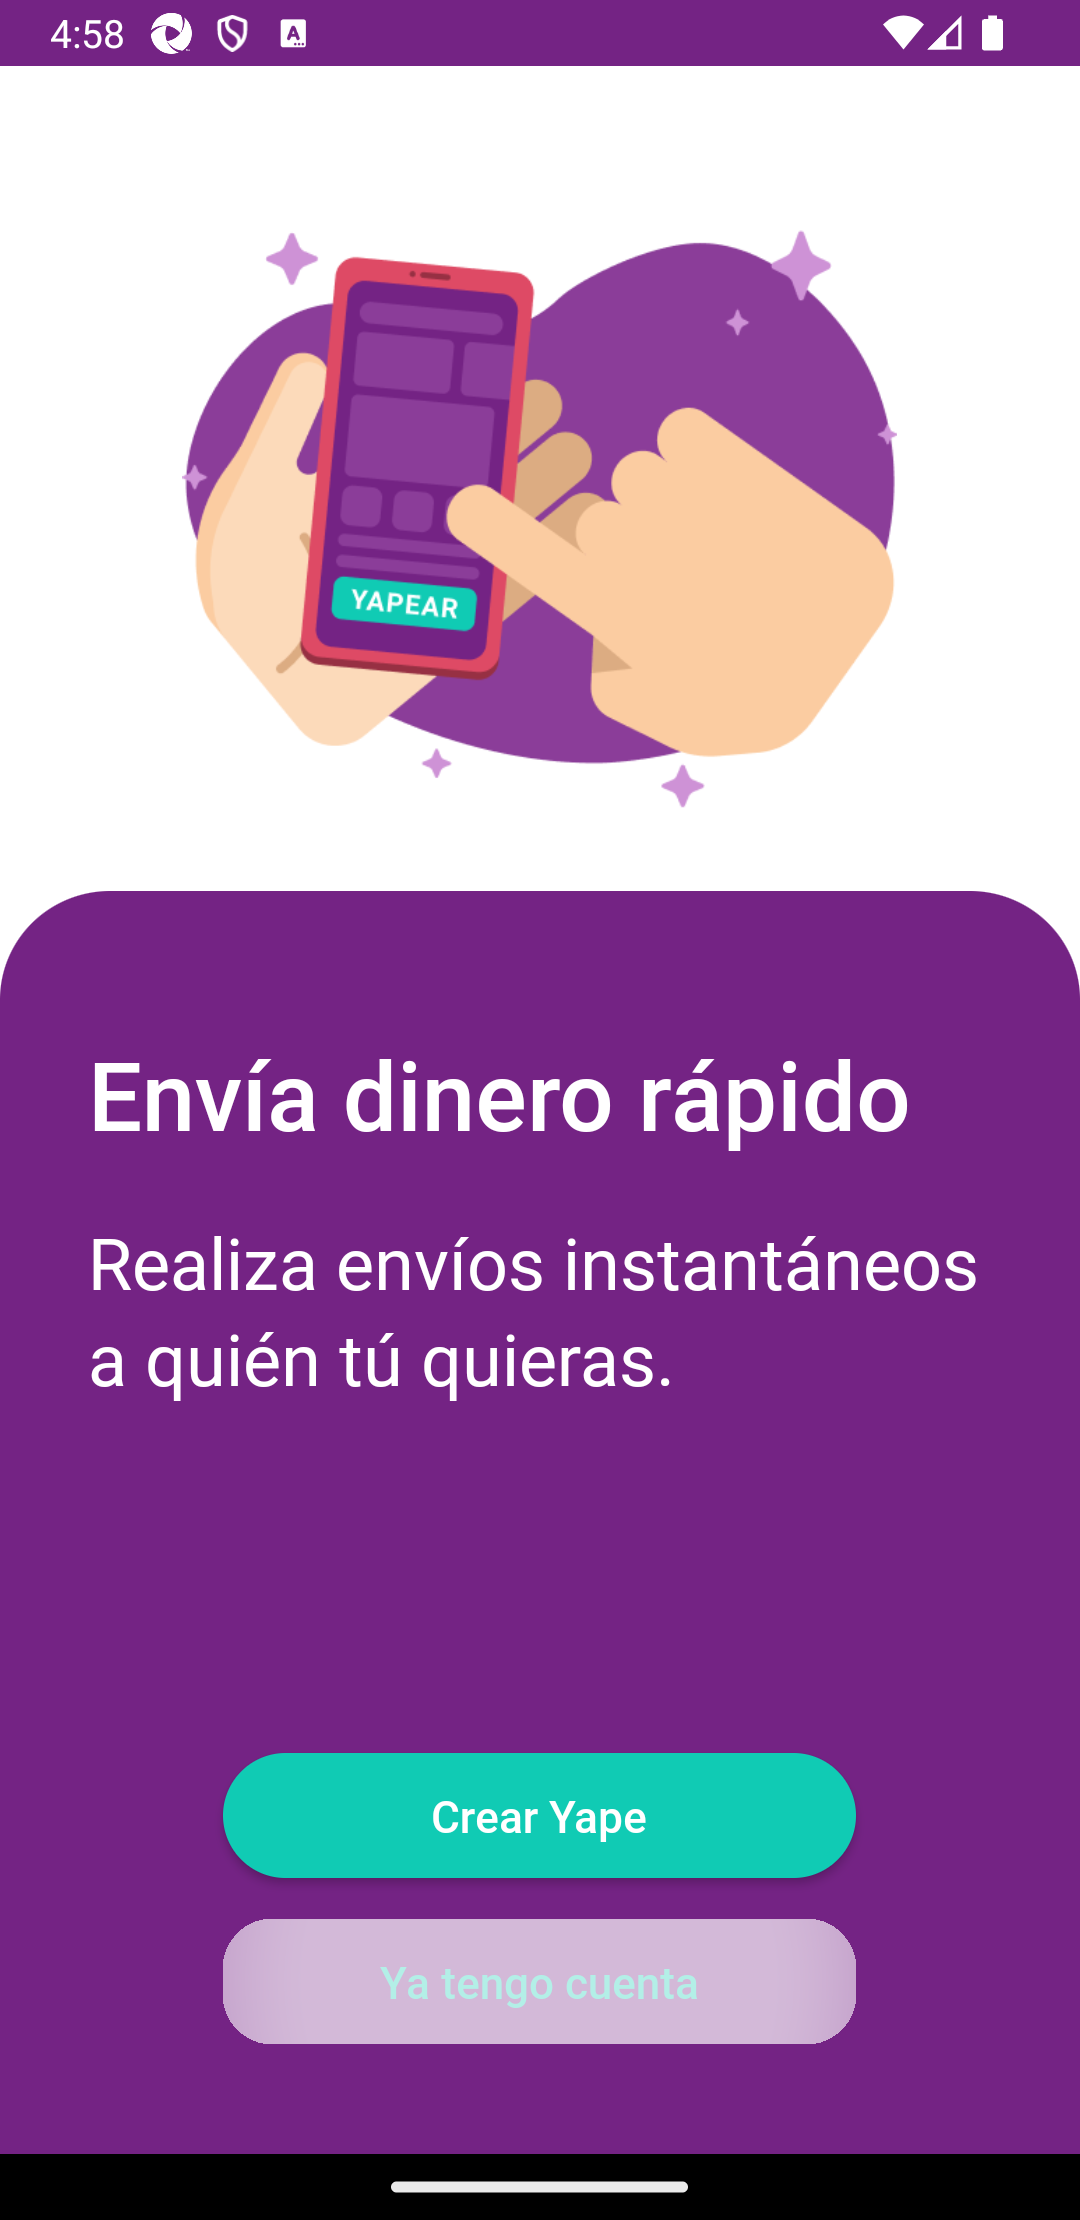 4:58
YAPEAR
Envía dinero rápido
Realiza envíos instantáneos
a quién tú quieras.
Crear Yape
Ya tengo cuenta